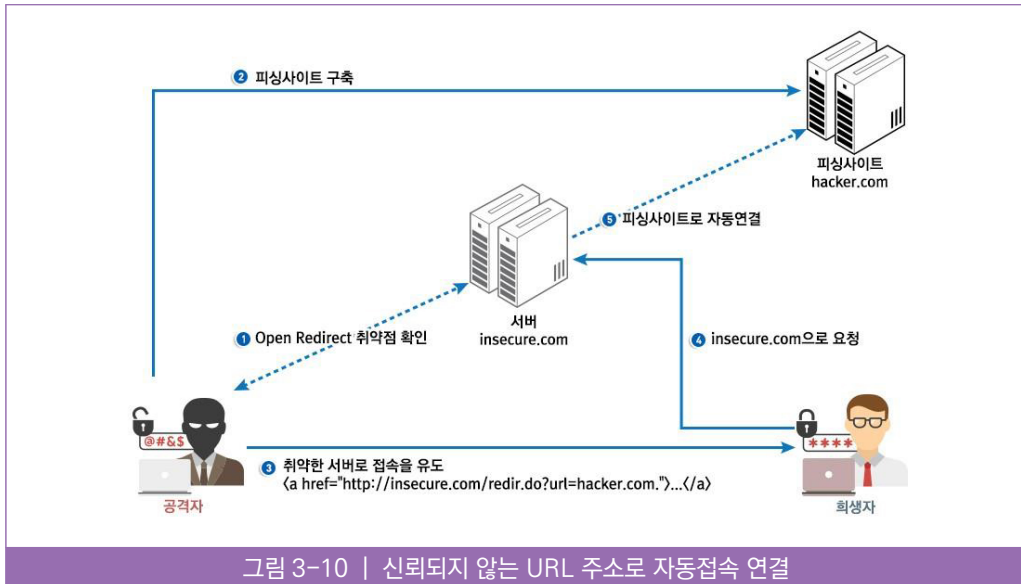 ❷ 피싱사이트 구축
피싱사이트
hacker.com
❺ 피싱사이트로 자동연결
서버
insecure.com
❶ Open Redirect 취약점 확인
❹ insecure.com으로 요청
@#&$
****
❸ 취약한 서버로 접속을 유도
<a href="http://insecure.com/redir.do?url=hacker.com.">...</a>
공격자
희생자
그림 3-10 | 신뢰되지 않는 URL 주소로 자동접속 연결